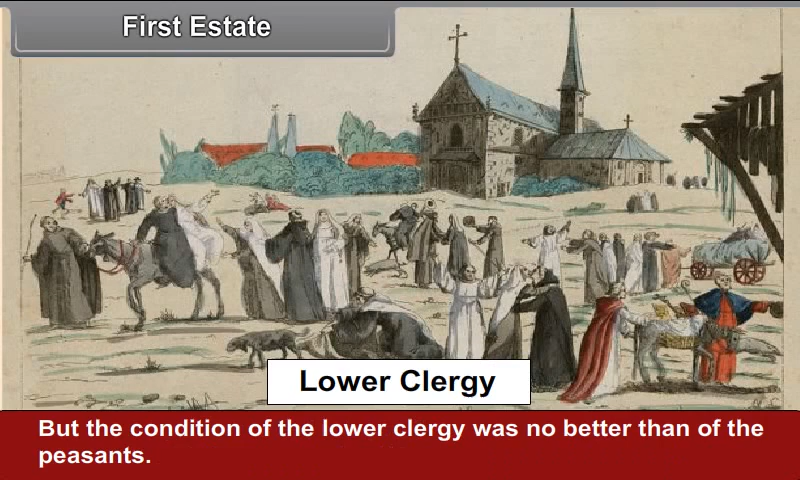 First Estate
Lower Clergy
But the condition of the lower clergy was no better than of the
peasants.